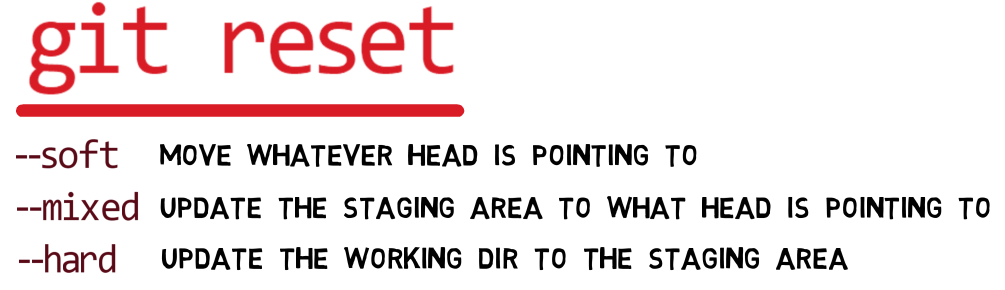 git reset
--soft MOVE WHATEVER HEAD IS POINTING TO
--mixed UPDATE THE STAGING AREA TO WHAT HEAD IS POINTING TO
--hard UPDATE THE WORKING DIR TO THE STAGING AREA